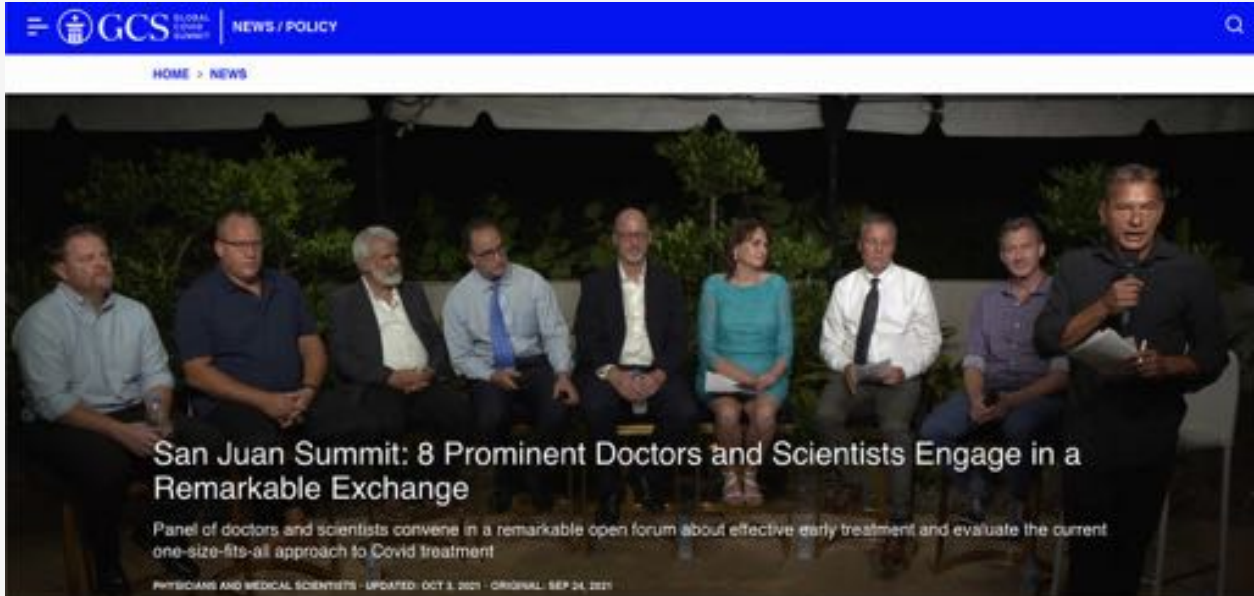 GCS GLOBAL COVID SUMMIT NEWS / POLICY
HOME > NEWS
San Juan Summit: 8 Prominent Doctors and Scientists Engage in a
Remarkable Exchange
Panel of doctors and scientists convene in a remarkable open forum about effective early treatment and evaluate the current
one-size-fits-all approach to Covid treatment
PHYSICIANS AND MEDICAL SCIENTISTS - UPDATED: OCT 3, 2021 - ORIGINAL: SEP 24, 2021